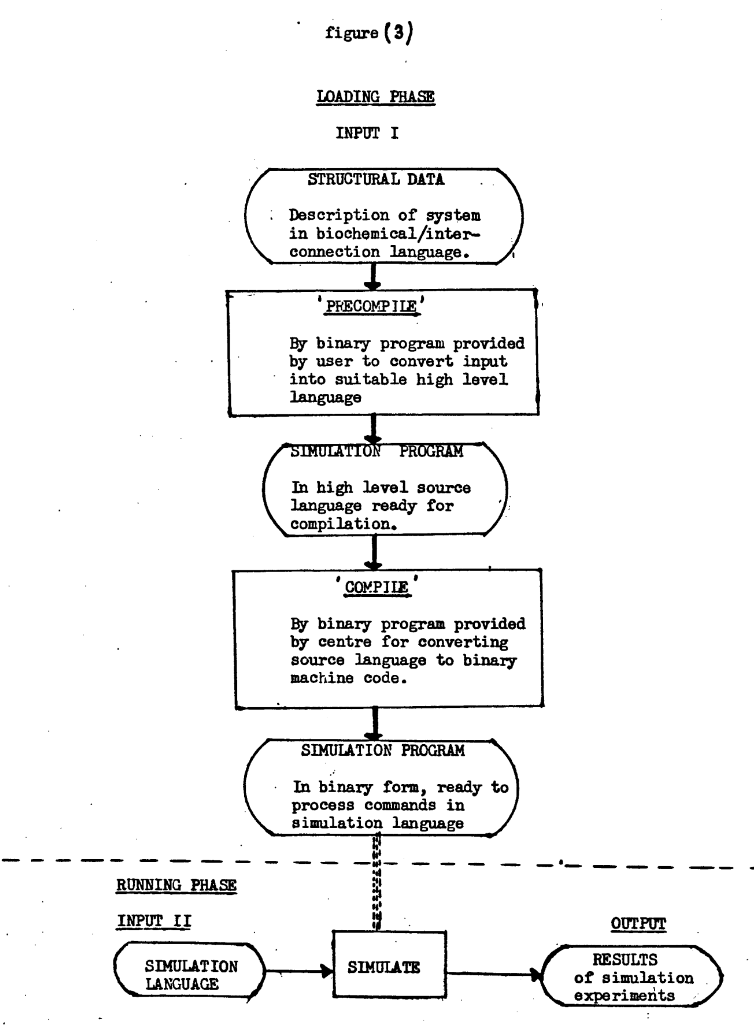 figure (3)
LOADING PHASE
INPUT I
STRUCTURAL DATA
Description of system
in biochemical/inter-
connection language.
'PRECOMPILE'
By binary program provided
by user to convert input
into suitable high level
language
SIMULATION PROGRAM
In high level source
language ready for
compilation.
'COMPILE'
By binary program provided
by centre for converting
source language to binary
machine code.
SIMULATION PROGRAM
In binary form, ready to
process commands in
simulation language
RUNNING PHASE
INPUT II
SIMULATION
LANGUAGE
SIMULATE
OUTPUT
RESULTS
of simulation
experiments